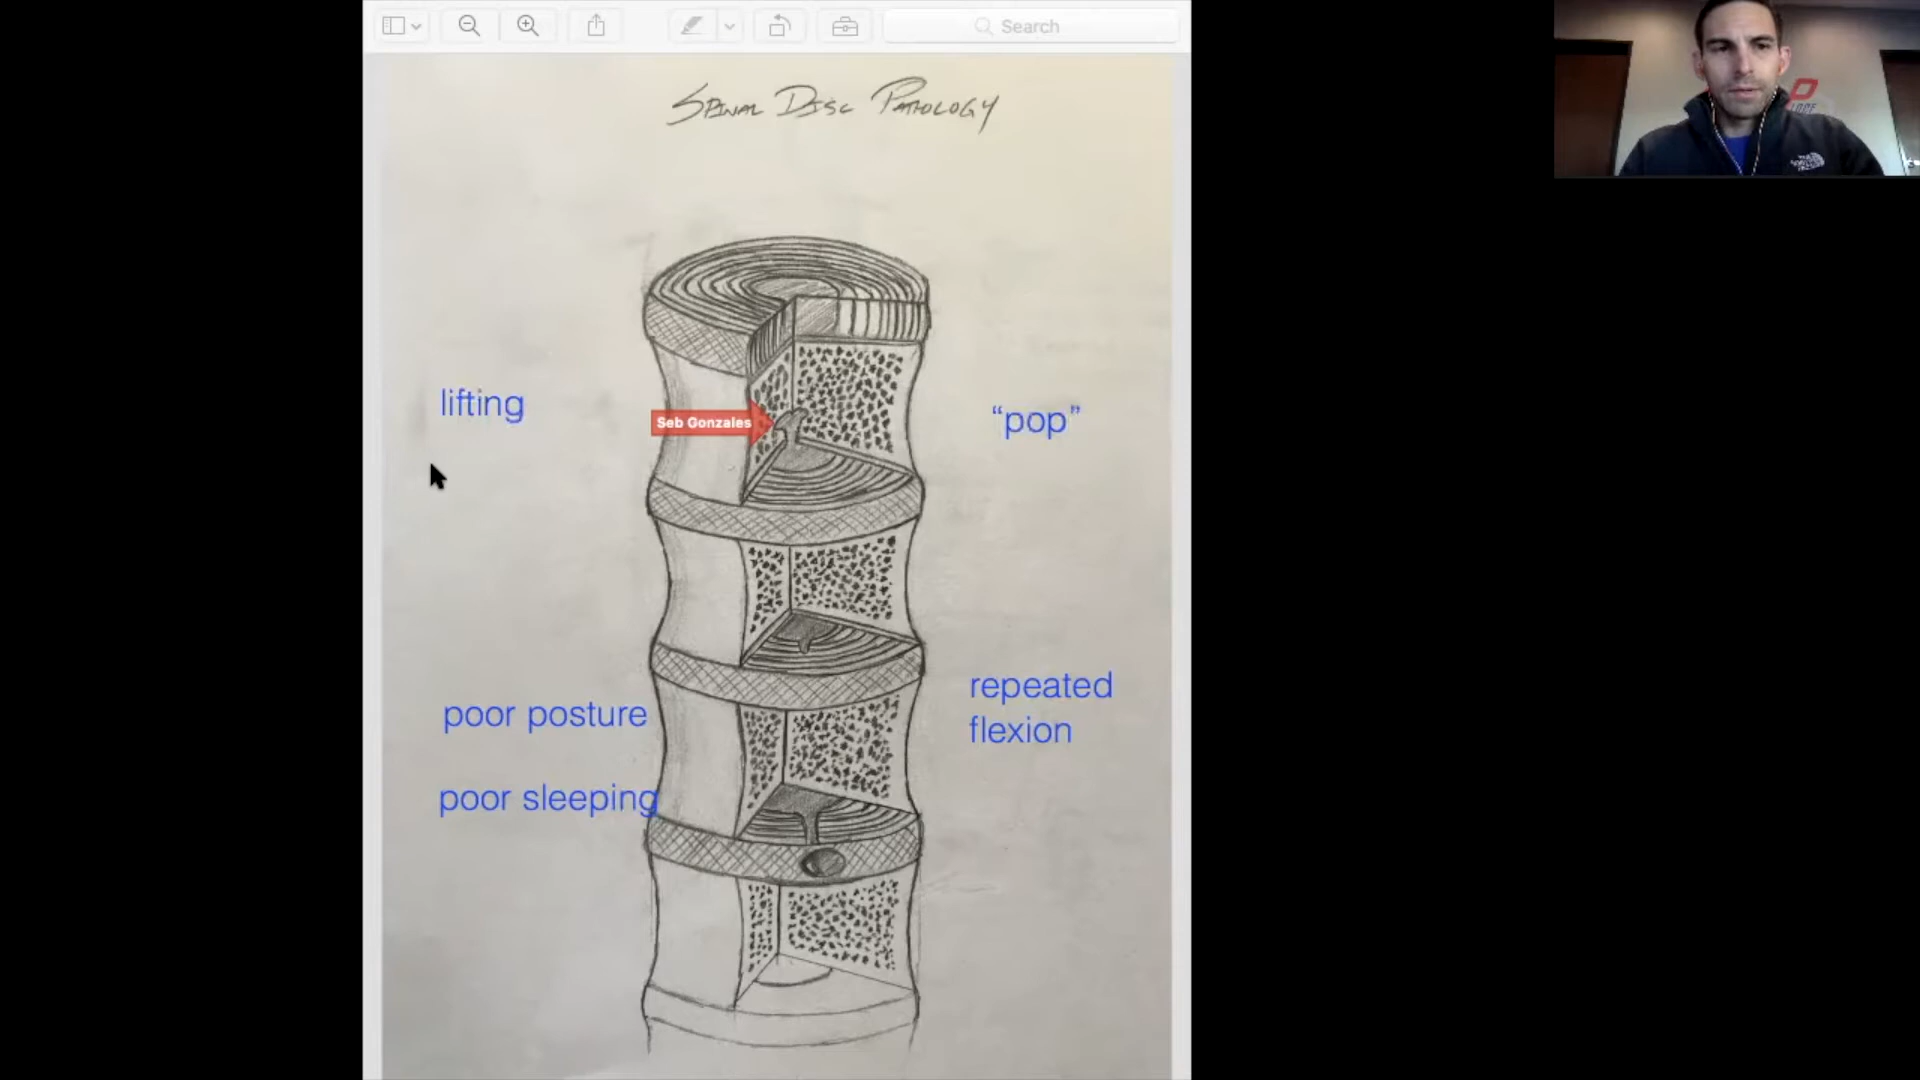 Search
SPINAL DISC PATHOLOGY
lifting
Seb Gonzales
“pop”
repeated
flexion
poor posture
poor sleeping